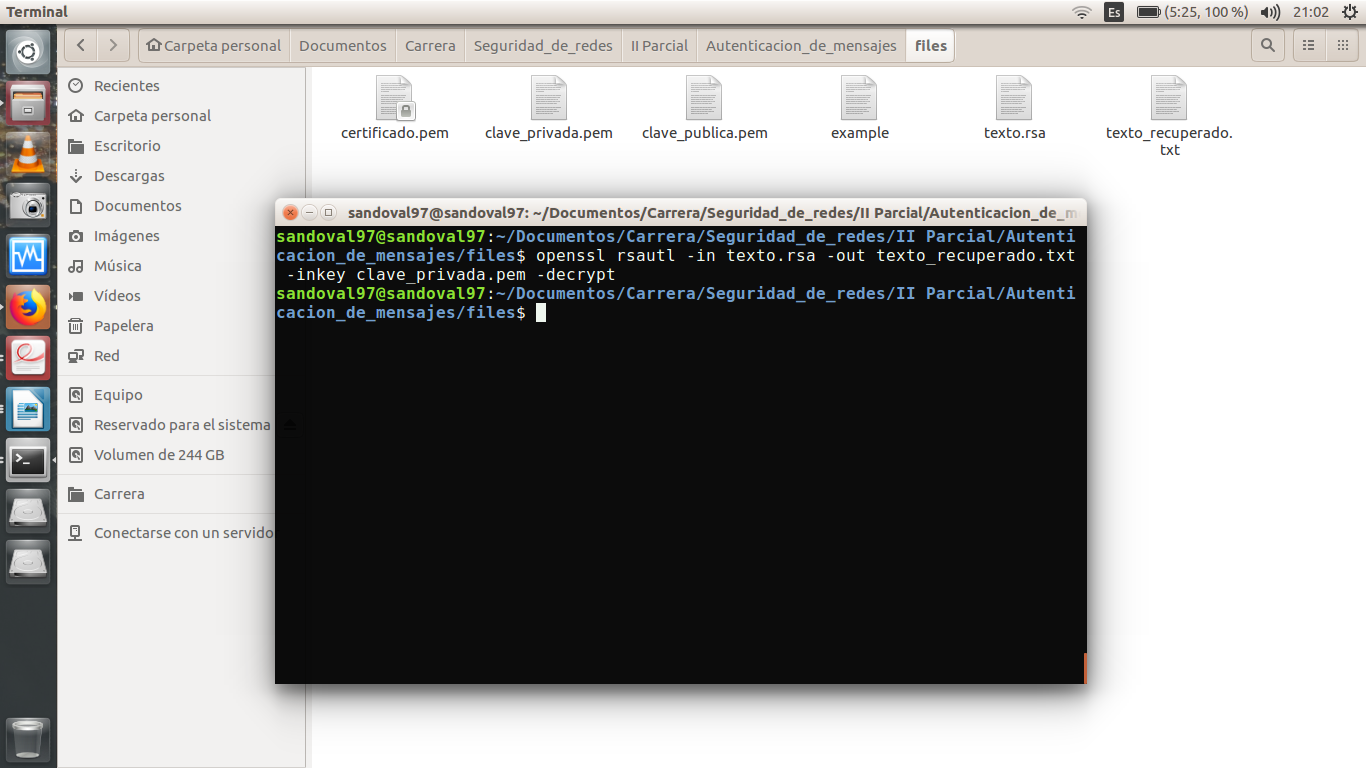 Terminal
Es
(5:25, 100 %)
21:02
Carpeta personal
Documentos
Carrera
Seguridad_de_redes
II Parcial
Autenticacion_de_mensajes
files
Recientes
Carpeta personal
Escritorio
Descargas
Documentos
Imágenes
Música
Vídeos
Papelera
Red
Equipo
Reservado para el sistema
Volumen de 244 GB
Carrera
Conectarse con un servido
certificado.pem
clave_privada.pem
clave_publica.pem
example
texto.rsa
texto_recuperado.
txt
sandoval97@sandoval97: ~/Documentos/Carrera/Seguridad_de_redes/II Parcial/Autenticacion_de_m
sandoval97@sandoval97:~/Documentos/Carrera/Seguridad_de_redes/II Parcial/Autenti
cacion_de_mensajes/files$ openssl rsautl -in texto.rsa -out texto_recuperado.txt
-inkey clave_privada.pem -decrypt
sandoval97@sandoval97:~/Documentos/Carrera/Seguridad_de_redes/II Parcial/Autenti
cacion_de_mensajes/files$